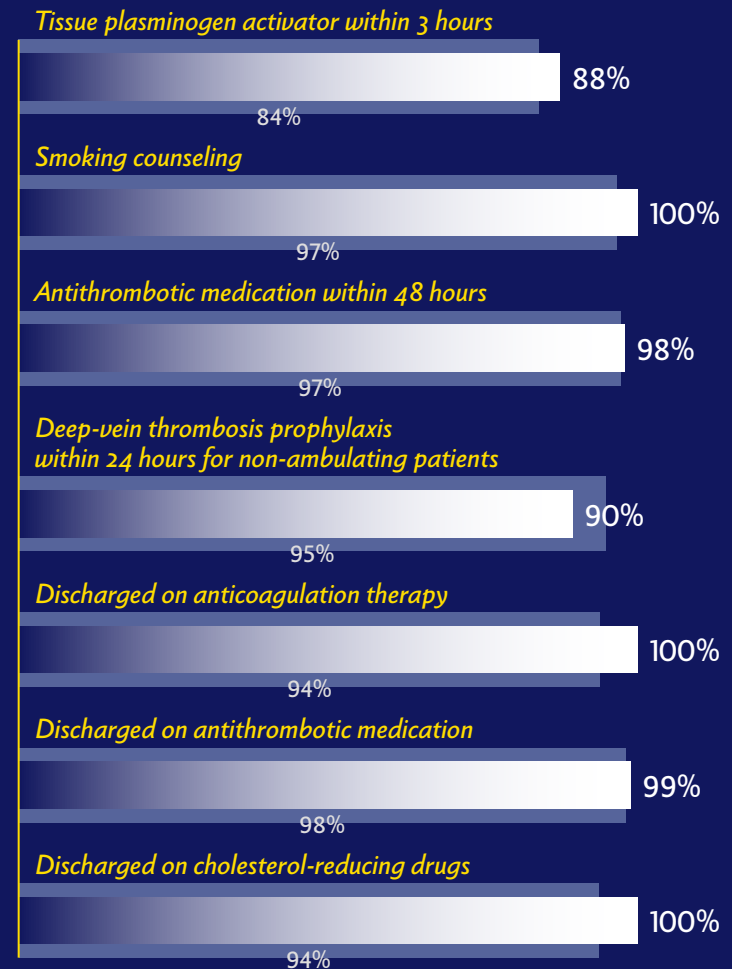 Tissue plasminogen activator within 3 hours
88%
84%
Smoking counseling
100%
97%
Antithrombotic medication within 48 hours
98%
97%
Deep-vein thrombosis prophylaxis
within 24 hours for non-ambulating patients
90%
95%
Discharged on anticoagulation therapy
100%
94%
Discharged on antithrombotic medication
99%
98%
Discharged on cholesterol-reducing drugs
100%
94%